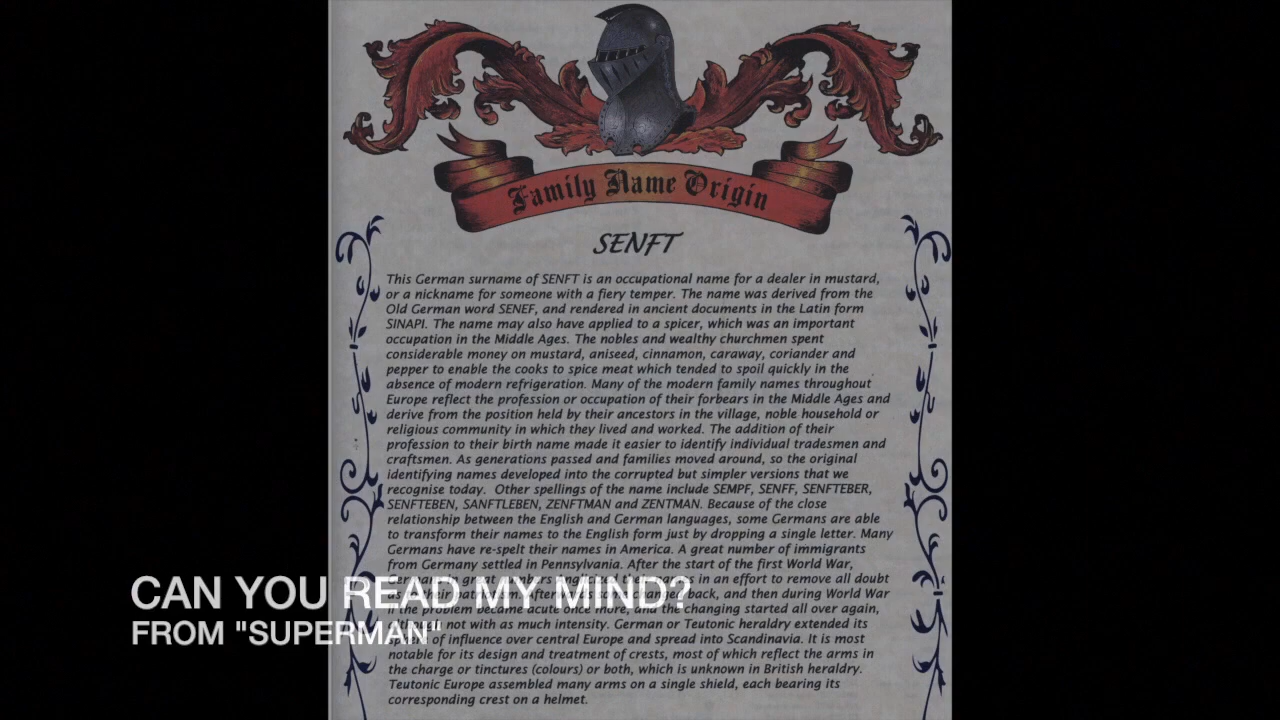 Family Name Origin
SENFT
This German surname of SENFT is an occupational name for a dealer in mustard,
or a nickname for someone with a fiery temper. The name was derived from the
Old German word SENEF, and rendered in ancient documents in the Latin form
SINAPI. The name may also have applied to a spicer, which was an important
occupation in the Middle Ages. The nobles and wealthy churchmen spent
considerable money on mustard, aniseed, cinnamon, caraway, coriander and
pepper to enable the cooks to spice meat which tended to spoil quickly in the
absence of modern refrigeration. Many of the modern family names throughout
Europe reflect the profession or occupation of their forbears in the Middle Ages and
derive from the position held by their ancestors in the village, noble household or
religious community in which they lived and worked. The addition of their
profession to their birth name made it easier to identify individual tradesmen and
craftsmen. As generations passed and families moved around, so the original
identifying names developed into the corrupted but simpler versions that we
recognise today. Other spellings of the name include SEMPF, SENFF, SENFTEBER,
SENFTEBEN, SANFTLEBEN, ZENFTMAN and ZENTMAN. Because of the close
relationship between the English and German languages, some Germans are able
to transform their names to the English form just by dropping a single letter. Many
Germans have re-spelt their names in America. A great number of immigrants
from Germany settled in Pennsylvania. After the start of the first World War,
in an effort to remove all doubt
back, and then during World War
the problem became acute once more, and the changing started all over again,
not with as much intensity. German or Teutonic heraldry extended its
of influence over central Europe and spread into Scandinavia. It is most
notable for its design and treatment of crests, most of which reflect the arms in
the charge or tinctures (colours) or both, which is unknown in British heraldry.
Teutonic Europe assembled many arms on a single shield, each bearing its
corresponding crest on a helmet.
CAN YOU READ MY MIND?
FROM "SUPERMAN"